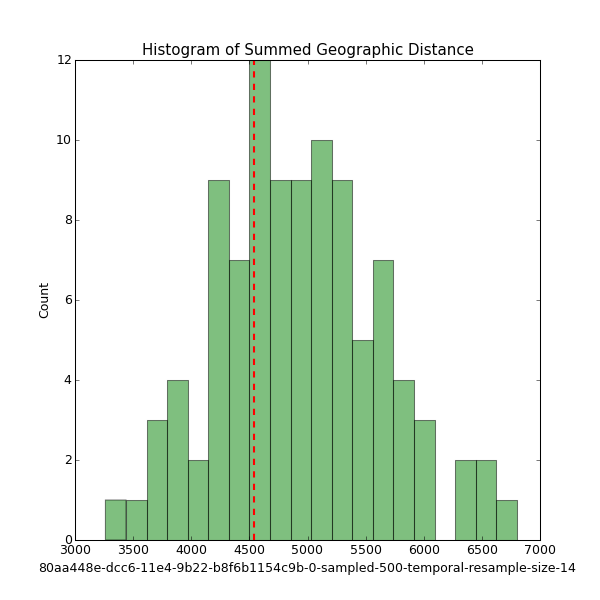 Histogram of Summed Geographic Distance
12
10
8
6
4
2
0
Count
3000 3500 4000 4500 5000 5500 6000 6500 7000
80aa448e-dcc6-11e4-9b22-b8f6b1154c9b-0-sampled-500-temporal-resample-size-14